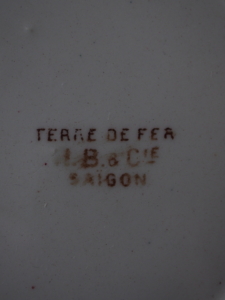 TERRE DE FER
B. & CIE
SAIGON